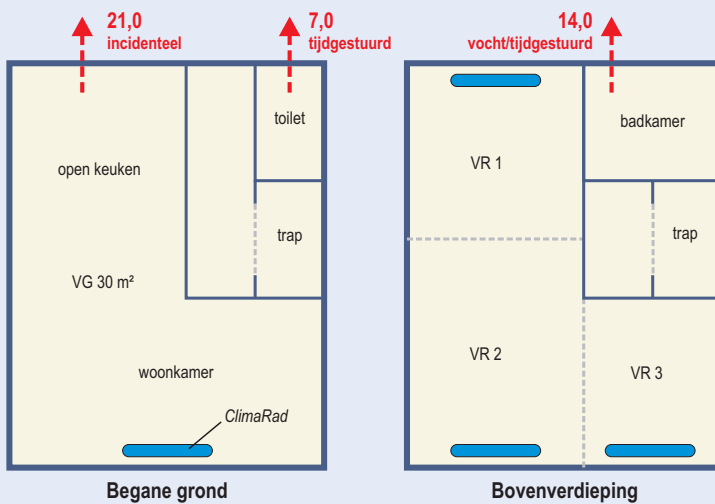 21,0
incidenteel
7,0
tijdgestuurd
14,0
vocht/tijdgestuurd
toilet
open keuken
trap
VG 30 m²
woonkamer
ClimaRad
badkamer
VR 1
trap
VR 2
VR 3
Begane grond
Bovenverdieping